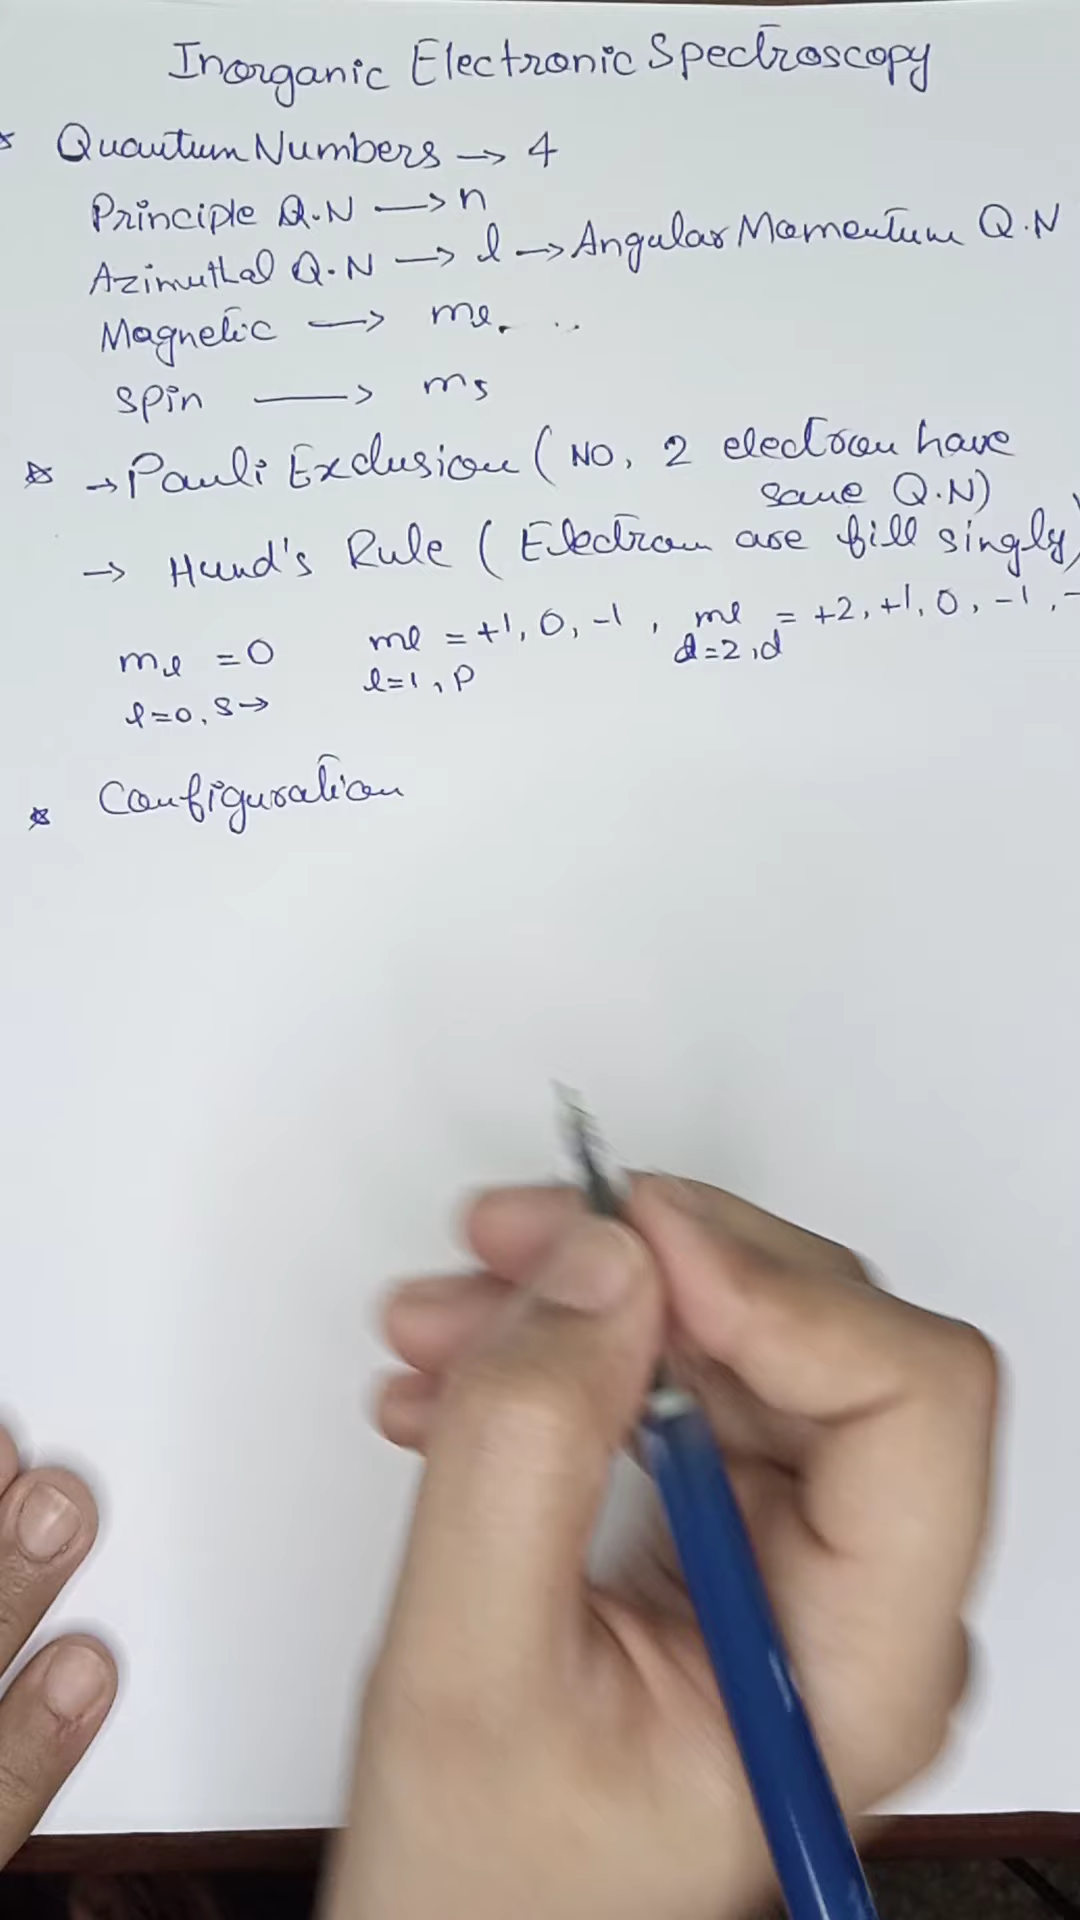 Inorganic Electronic Spectroscopy
Quantum Numbers → 4
Principle Q.N → n
Azimuthal Q.N → l → Angular Momentum Q.N
Magnetic → ml
Spin → ms
→ Pauli Exclusion (NO, 2 electron have
same Q.N)
→ Hund's Rule (Electron are fill singly)
ml = 0 ml = +1, 0, -1 , ml = +2, +1, 0, -1, -
l=0, s→ l=1, p d=2, d
Configuration